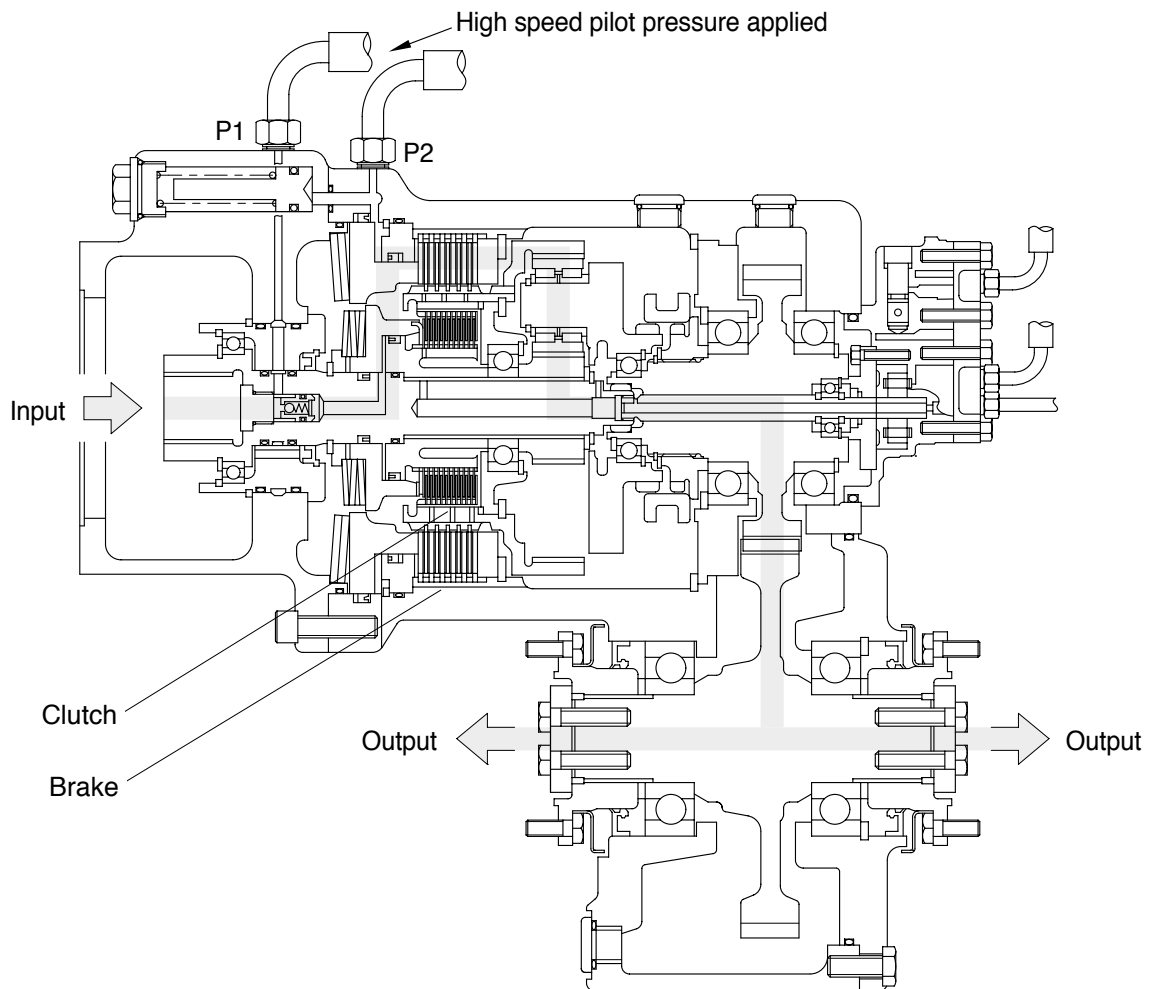 High speed pilot pressure applied
P1
P2
Input
Clutch
Output
Output
Brake